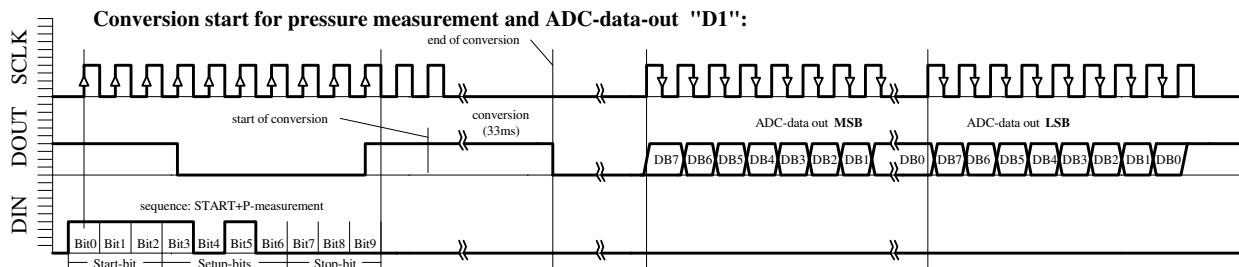 Conversion start for pressure measurement and ADC-data-out "D1":
end of conversion
SCLK
start of conversion
conversion
(33ms)
ADC-data out MSB
ADC-data out LSB
DOUT
DB7 DB6 DB5 DB4 DB3 DB2 DB1 DB0 DB7 DB6 DB5 DB4 DB3 DB2 DB1 DB0
sequence: START+P-measurement
DIN
Bit0 Bit1 Bit2 Bit3 Bit4 Bit5 Bit6 Bit7 Bit8 Bit9
Start-bit Setup-bits Stop-bit